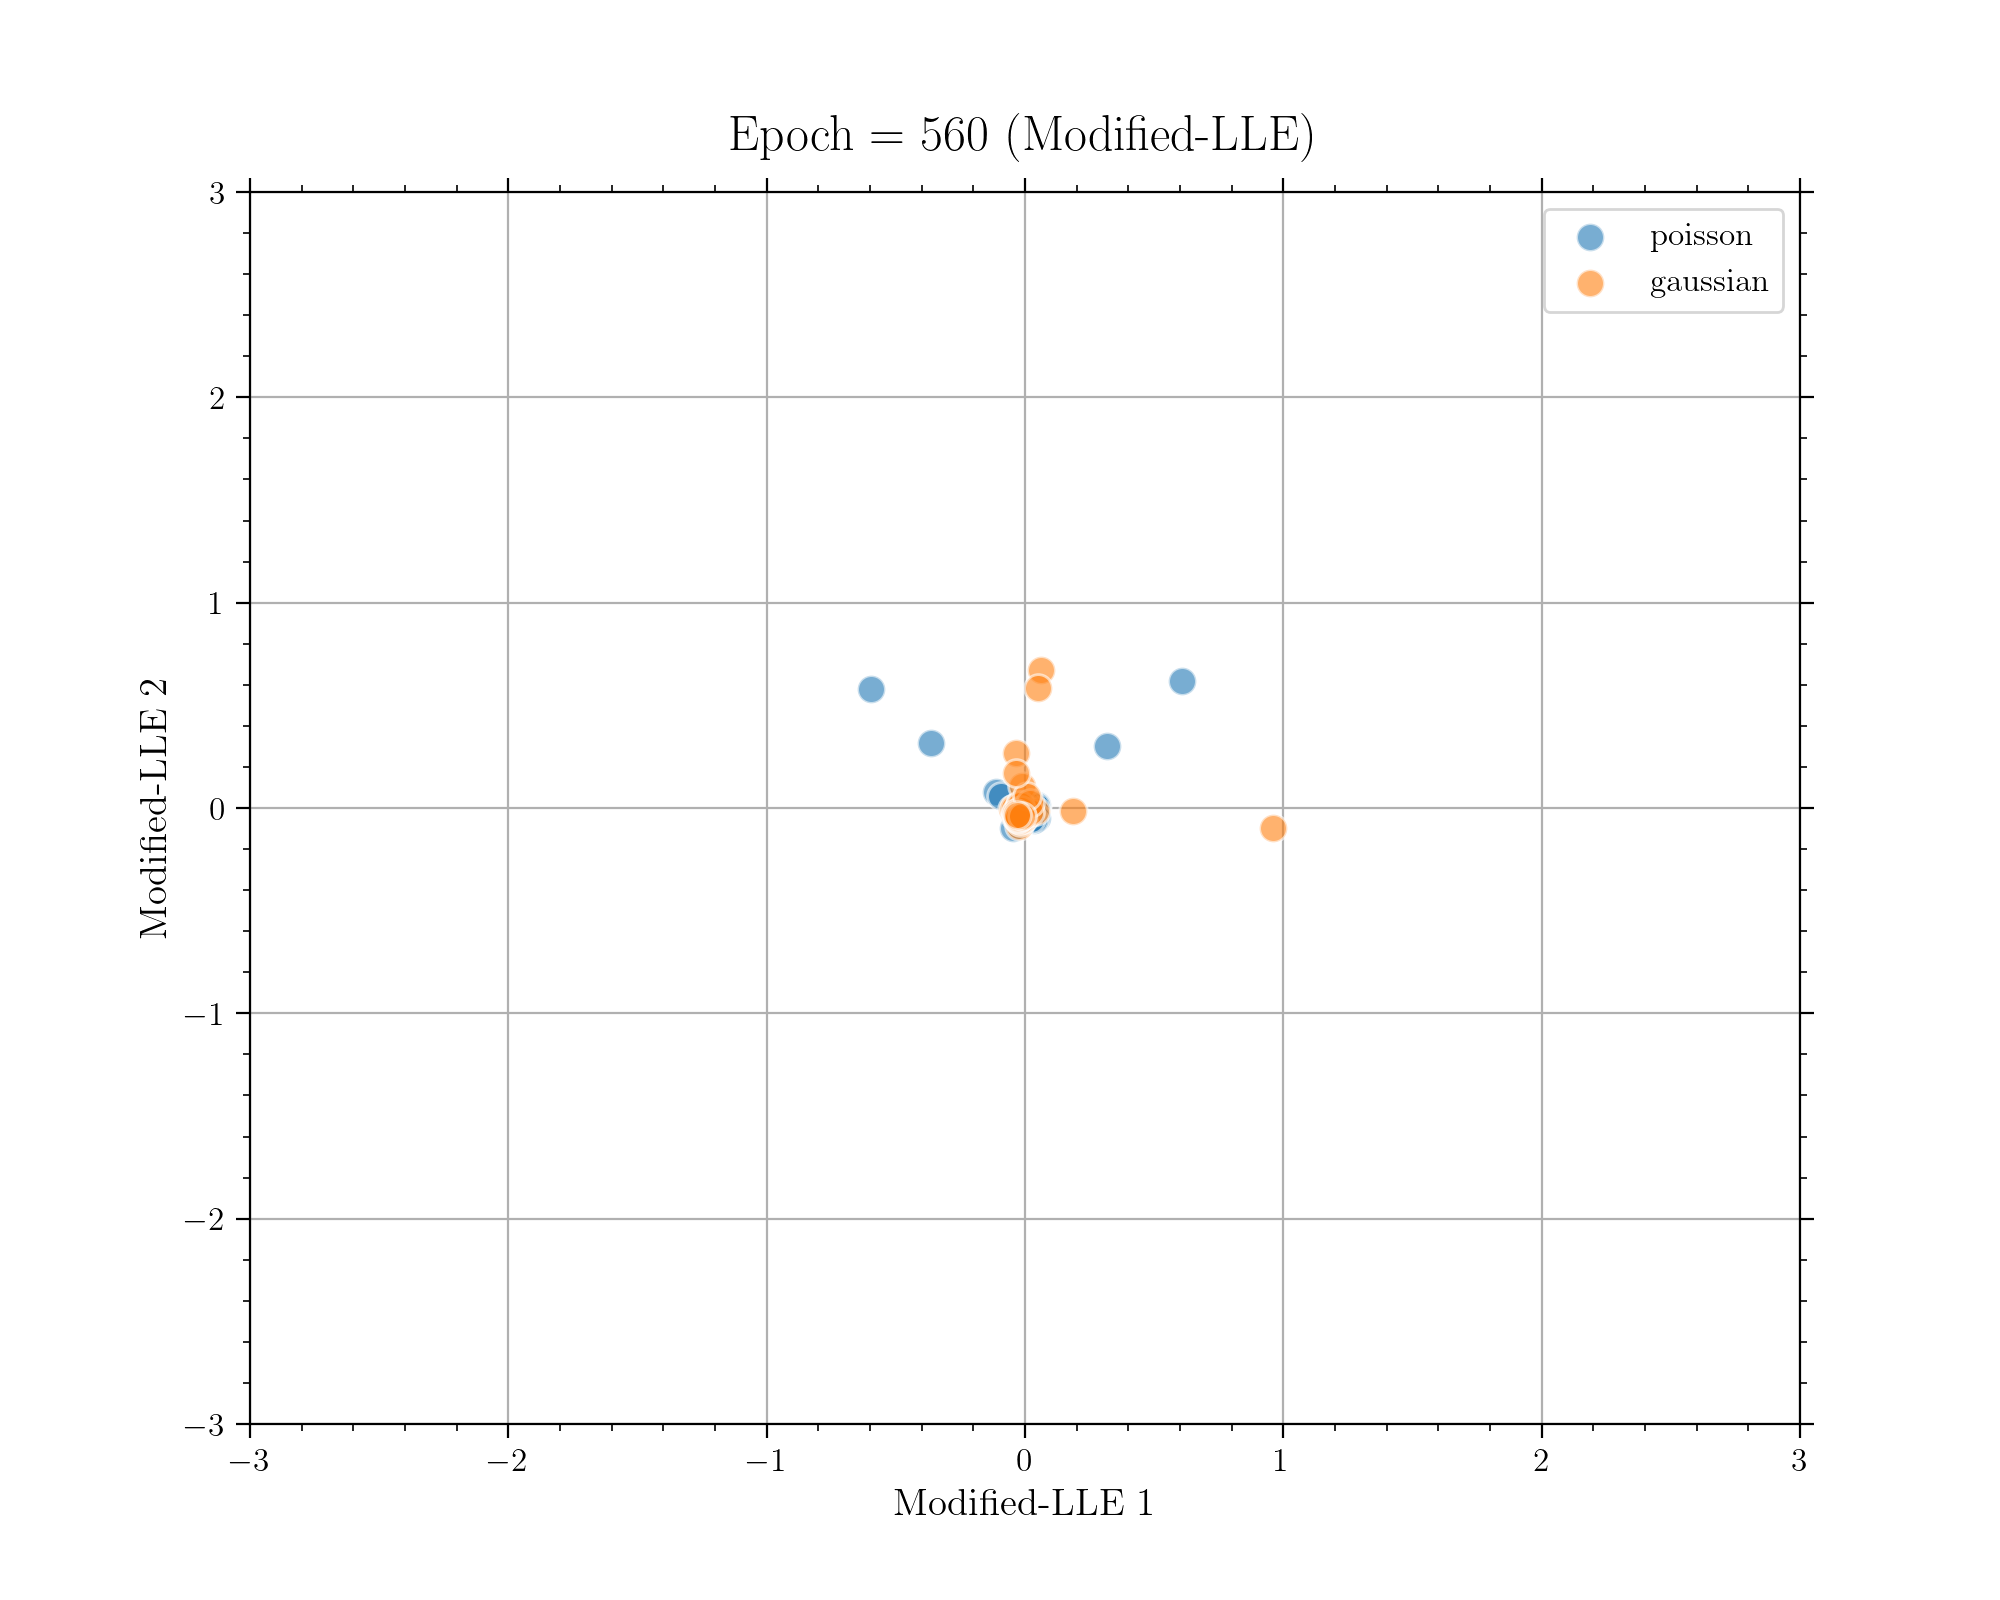 Epoch = 560 (Modified-LLE)
poisson
gaussian
3
2
1
0
−1
−2
−3
Modified-LLE 2
−3 −2 −1 0 1 2 3
Modified-LLE 1